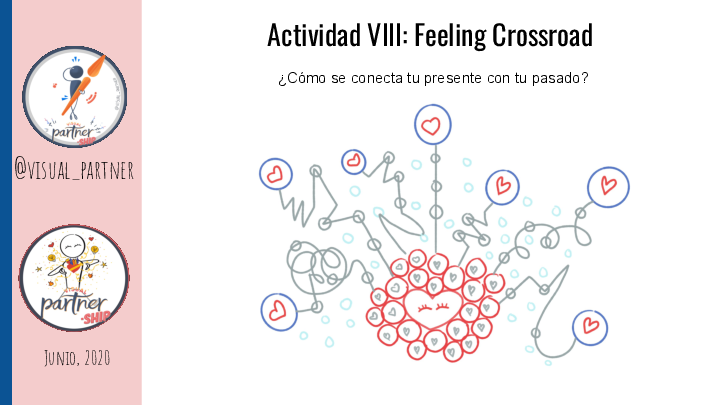 Actividad VIII: Feeling Crossroad
¿Cómo se conecta tu presente con tu pasado?
partner
.SHIP
@VISUAL_PARTNER
VISUAL
partner
.SHIP
JUNIO, 2020